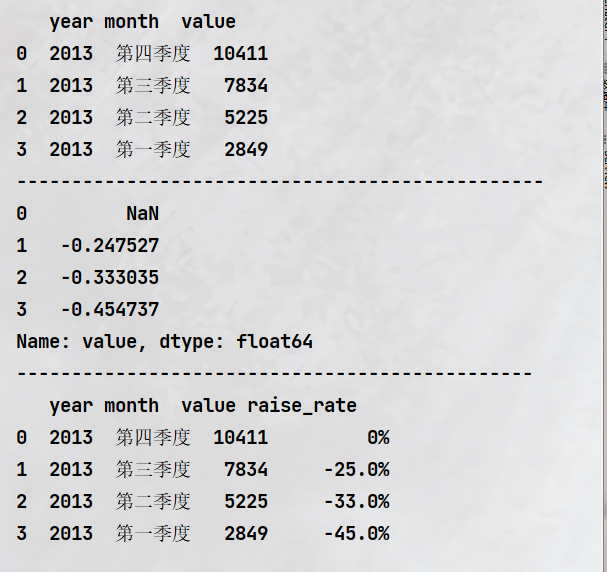 year month value
0 2013 第四季度 10411
1 2013 第三季度 7834
2 2013 第二季度 5225
3 2013 第一季度 2849
------------------------------------------------
0 NaN
1 -0.247527
2 -0.333035
3 -0.454737
Name: value, dtype: float64
-----------------------------------------------
year month value raise_rate
0 2013 第四季度 10411 0%
1 2013 第三季度 7834 -25.0%
2 2013 第二季度 5225 -33.0%
3 2013 第一季度 2849 -45.0%